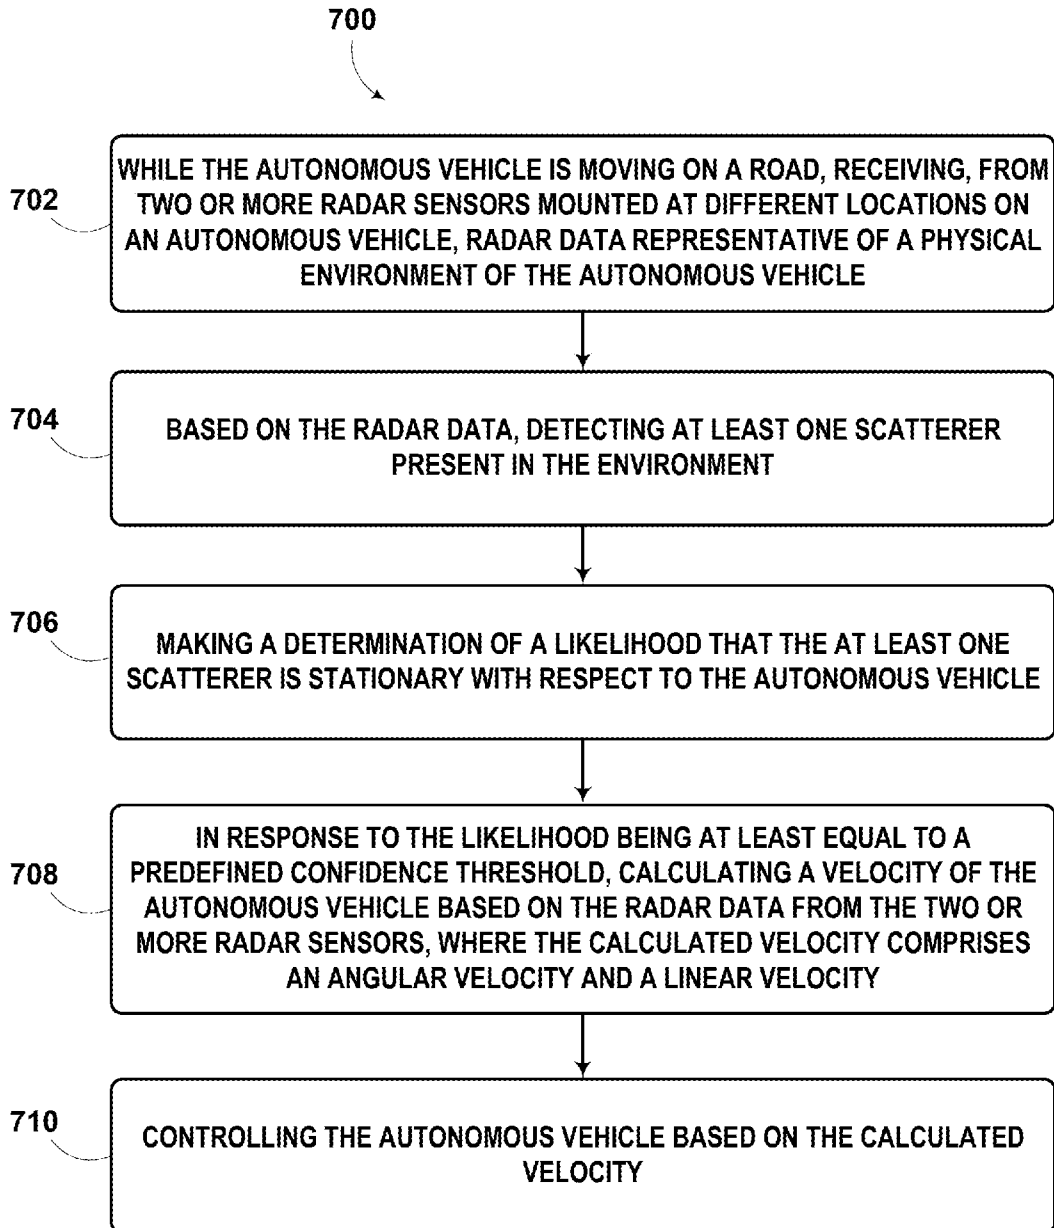 700
702
WHILE THE AUTONOMOUS VEHICLE IS MOVING ON A ROAD, RECEIVING, FROM
TWO OR MORE RADAR SENSORS MOUNTED AT DIFFERENT LOCATIONS ON
AN AUTONOMOUS VEHICLE, RADAR DATA REPRESENTATIVE OF A PHYSICAL
ENVIRONMENT OF THE AUTONOMOUS VEHICLE
704
BASED ON THE RADAR DATA, DETECTING AT LEAST ONE SCATTERER
PRESENT IN THE ENVIRONMENT
706
MAKING A DETERMINATION OF A LIKELIHOOD THAT THE AT LEAST ONE
SCATTERER IS STATIONARY WITH RESPECT TO THE AUTONOMOUS VEHICLE
708
IN RESPONSE TO THE LIKELIHOOD BEING AT LEAST EQUAL TO A
PREDEFINED CONFIDENCE THRESHOLD, CALCULATING A VELOCITY OF THE
AUTONOMOUS VEHICLE BASED ON THE RADAR DATA FROM THE TWO OR
MORE RADAR SENSORS, WHERE THE CALCULATED VELOCITY COMPRISES
AN ANGULAR VELOCITY AND A LINEAR VELOCITY
710
CONTROLLING THE AUTONOMOUS VEHICLE BASED ON THE CALCULATED
VELOCITY